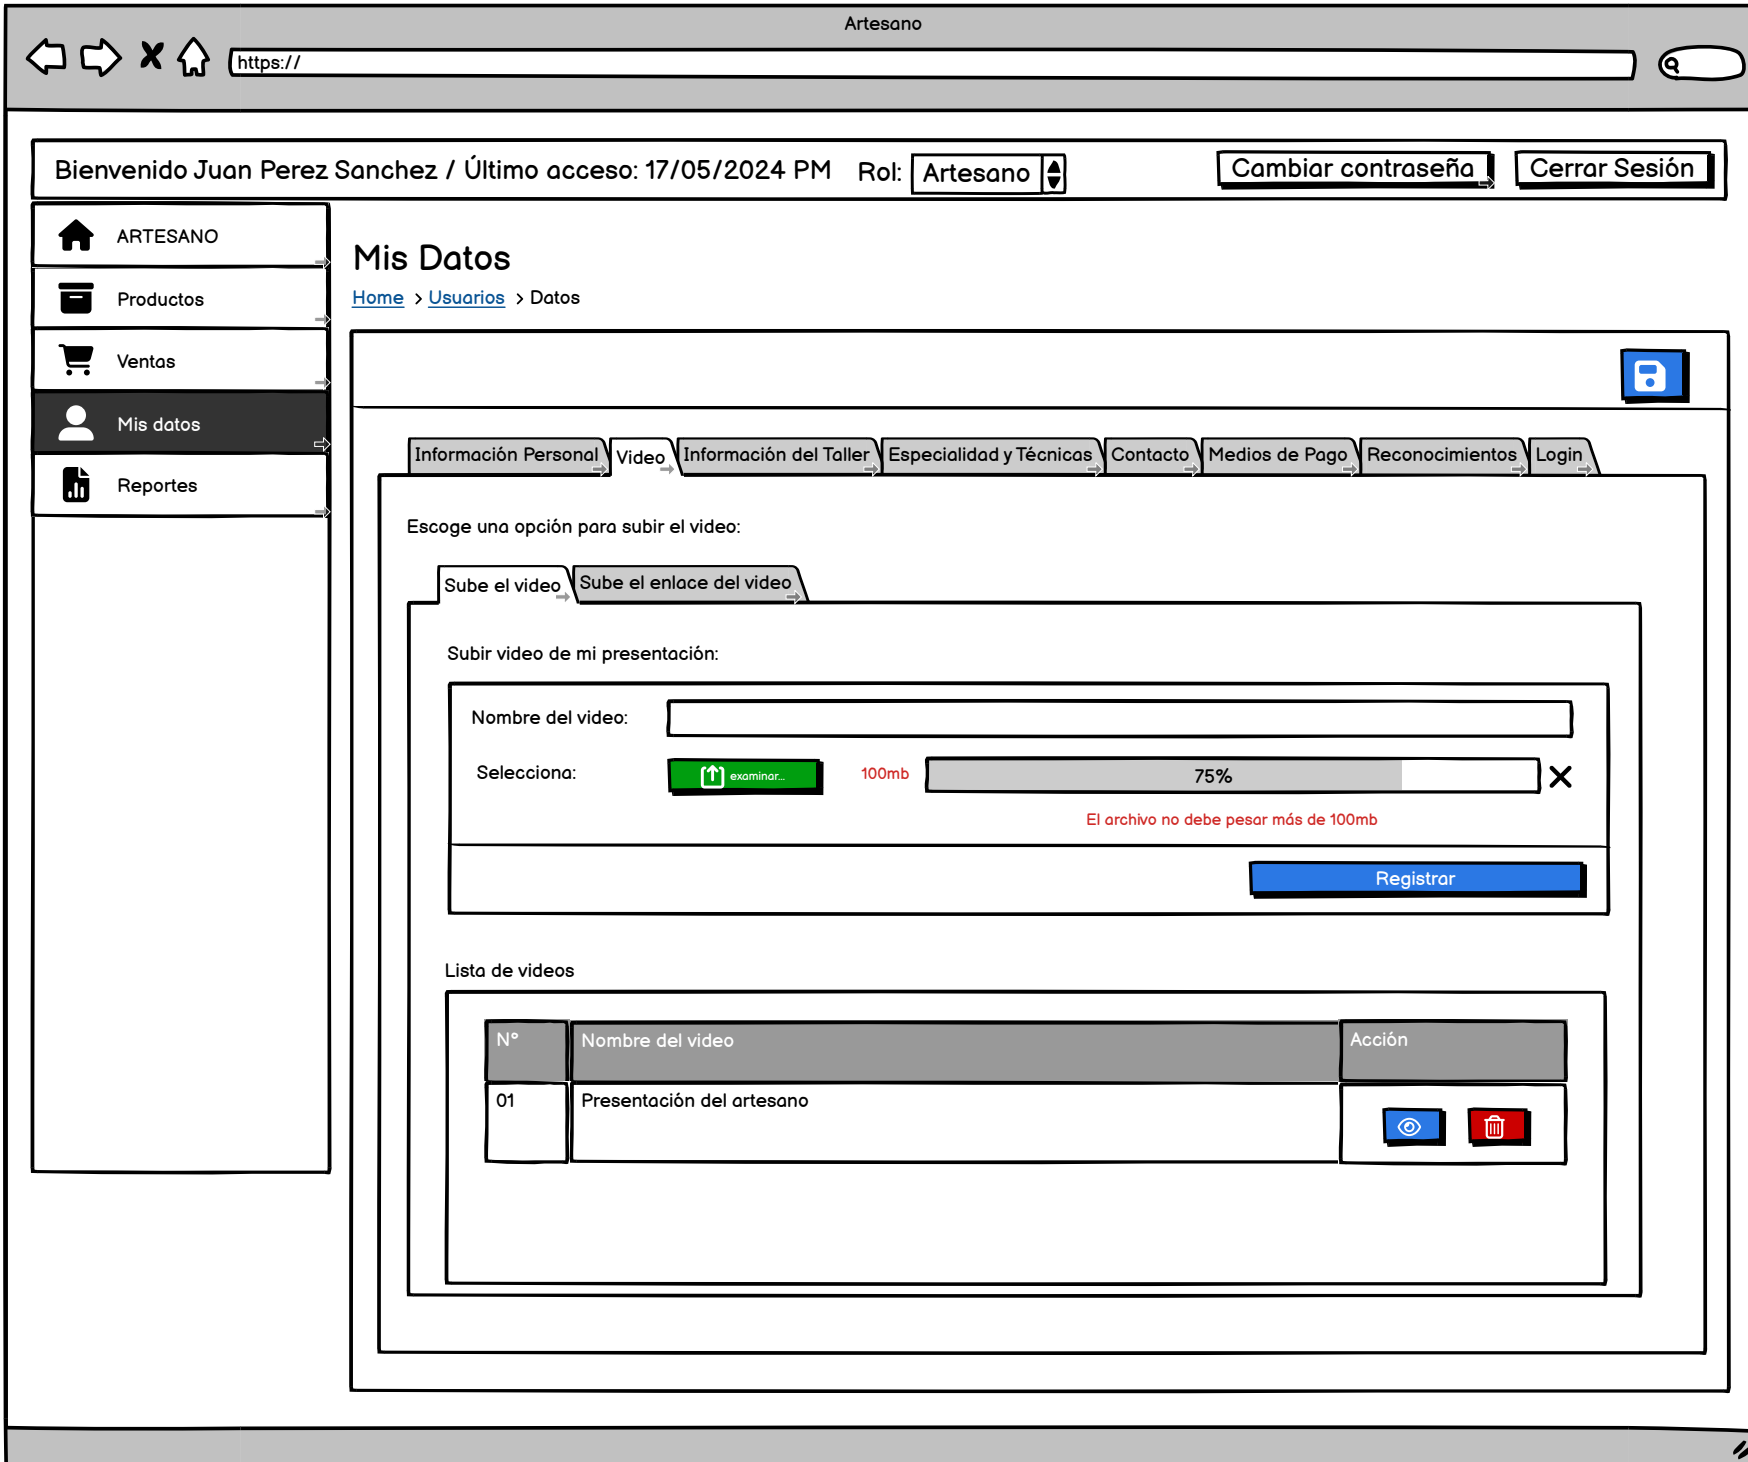 Artesano
https://
Bienvenido Juan Perez Sanchez / Último acceso: 17/05/2024 PM
Rol: Artesano
Cambiar contraseña
Cerrar Sesión
ARTESANO
Productos
Ventas
Mis datos
Reportes
Mis Datos
Home > Usuarios > Datos
Información Personal
Video
Información del Taller
Especialidad y Técnicas
Contacto
Medios de Pago
Reconocimientos
Login
Escoge una opción para subir el video:
Sube el video
Sube el enlace del video
Subir video de mi presentación:
Nombre del video:
Selecciona:
examinar...
100mb
75%
El archivo no debe pesar más de 100mb
Registrar
Lista de videos
N° Nombre del video Acción
01 Presentación del artesano